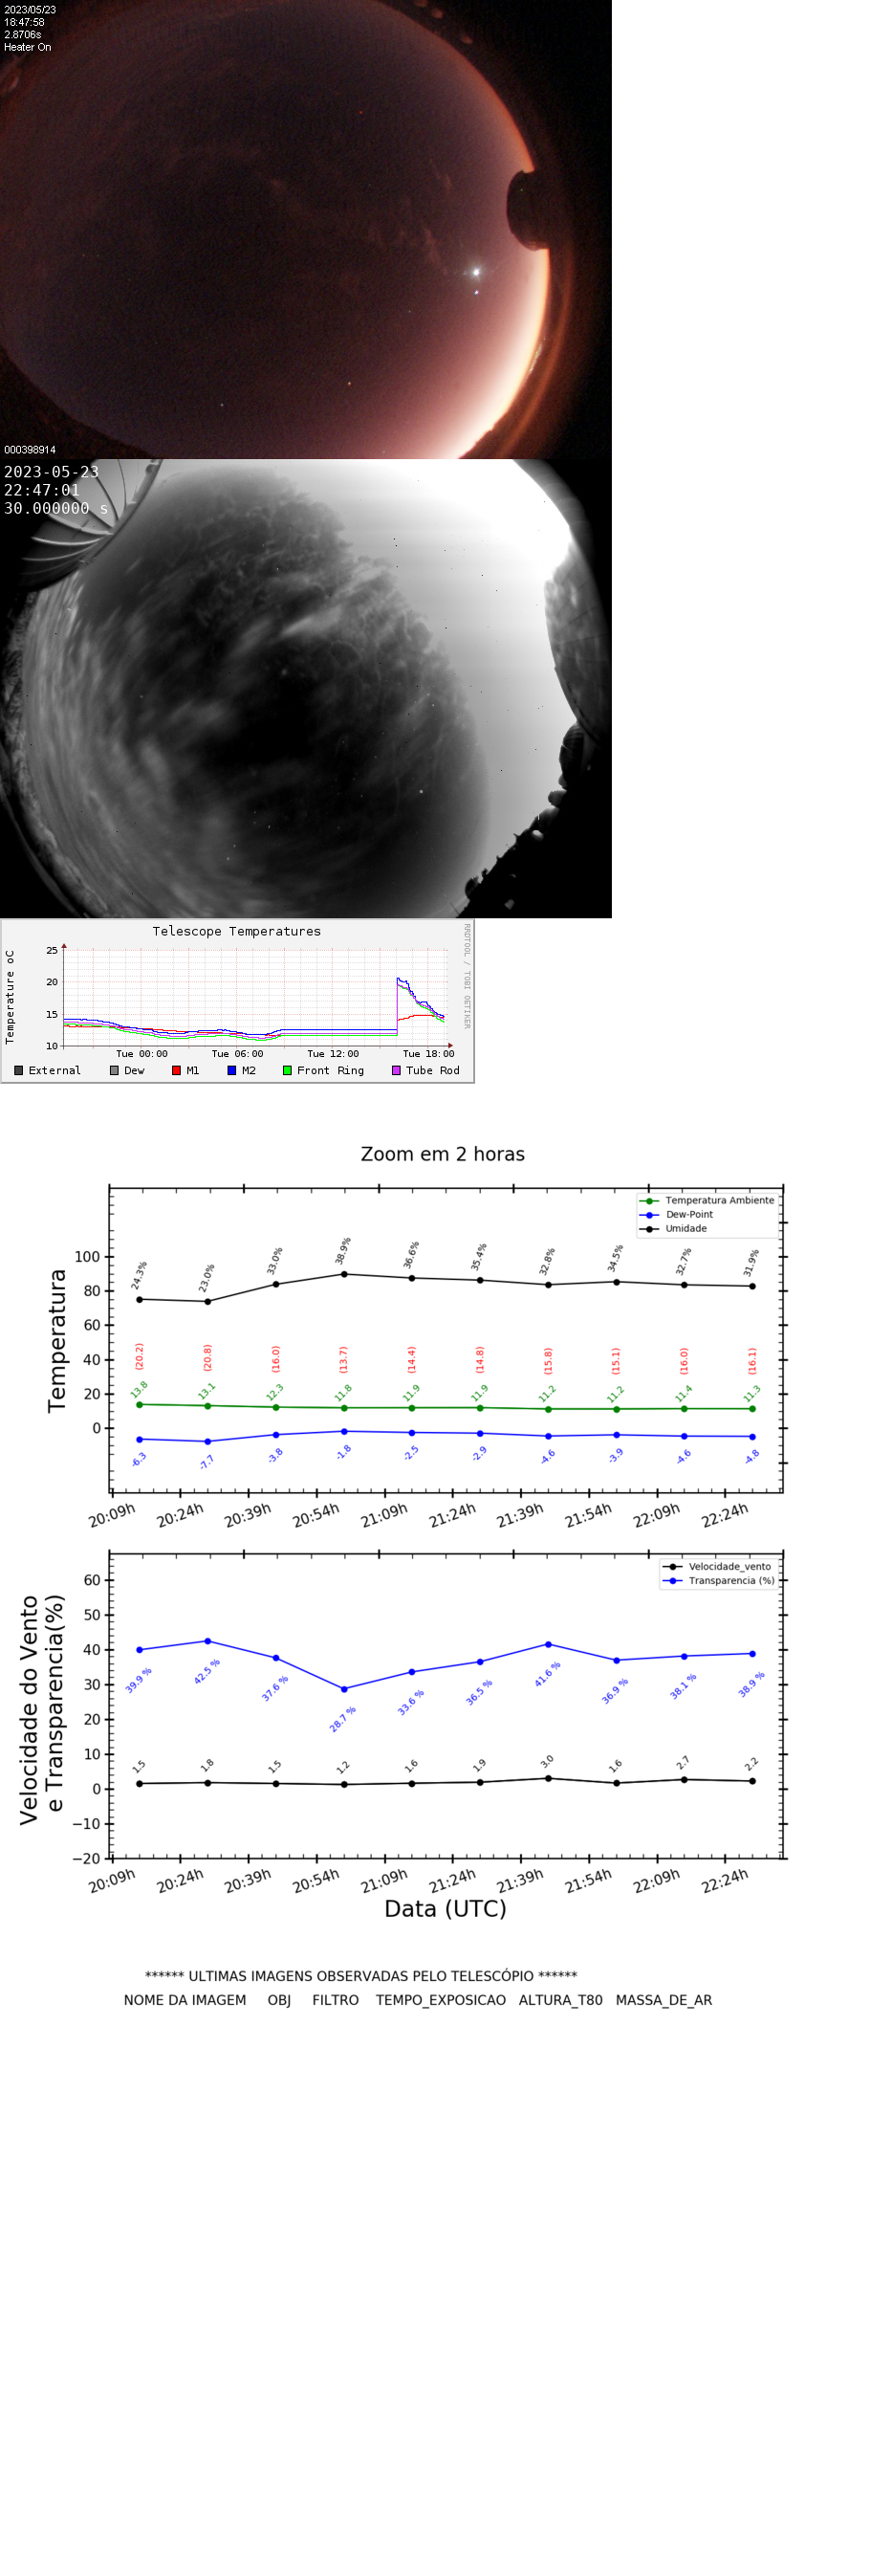 2023/05/23
18:47:58
2.8706s
Heater On
000398914
2023-05-23
22:47:01
30.000000 s
Telescope Temperatures
RRDTOOL / TOBI OETIKER
Temperature oC
25
20
15
10
Tue 00:00 Tue 06:00 Tue 12:00 Tue 18:00
External Dew M1 M2 Front Ring Tube Rod
Zoom em 2 horas
Temperatura
Temperatura Ambiente
Dew-Point
Umidade
100
80
60
40
20
0
24.3% 23.0% 33.0% 38.9% 36.6% 35.4% 32.8% 34.5% 32.7% 31.9%
(20.2) (20.8) (16.0) (13.7) (14.4) (14.8) (15.8) (15.1) (16.0) (16.1)
13.8 13.1 12.3 11.8 11.9 11.9 11.2 11.2 11.4 11.3
-6.3 -7.7 -3.8 -1.8 -2.5 -2.9 -4.6 -3.9 -4.6 -4.8
20:09h 20:24h 20:39h 20:54h 21:09h 21:24h 21:39h 21:54h 22:09h 22:24h
Velocidade do Vento
e Transparencia(%)
Velocidade_vento
Transparencia (%)
60
50
40
30
20
10
0
−10
−20
39.9 % 42.5 % 37.6 % 28.7 % 33.6 % 36.5 % 41.6 % 36.9 % 38.1 % 38.9 %
1.5 1.8 1.5 1.2 1.6 1.9 3.0 1.6 2.7 2.2
20:09h 20:24h 20:39h 20:54h 21:09h 21:24h 21:39h 21:54h 22:09h 22:24h
Data (UTC)
****** ULTIMAS IMAGENS OBSERVADAS PELO TELESCÓPIO ******
NOME DA IMAGEM OBJ FILTRO TEMPO_EXPOSICAO ALTURA_T80 MASSA_DE_AR